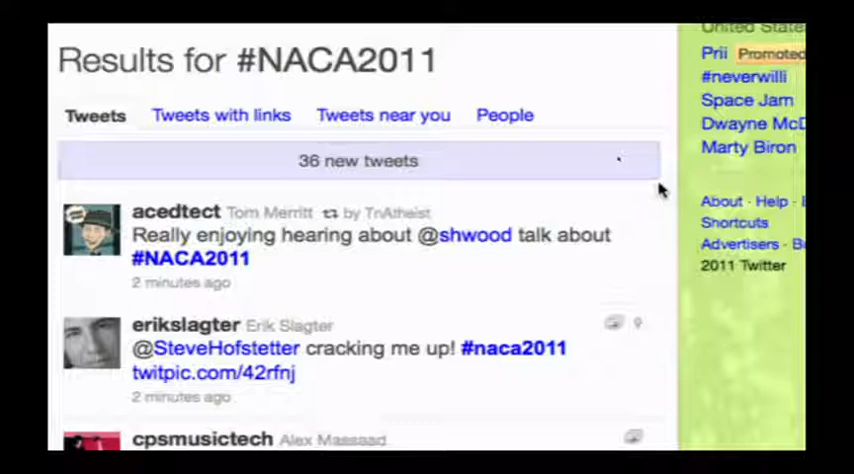 Results for #NACA2011
Tweets Tweets with links Tweets near you People
36 new tweets
acedtect Tom Merritt by TnAtheist
Really enjoying hearing about @shwood talk about
#NACA2011
2 minutes ago
erikslagter Erik Slagter
9
@SteveHofstetter cracking me up! #naca2011
twitpic.com/42rfnj
2 minutes ago
cpsmusictech Alex Massaad
United State
Prii Promoted
#neverwilli
Space Jam
Dwayne McD
Marty Biron
About · Help ·
Shortcuts
Advertisers ·
2011 Twitter